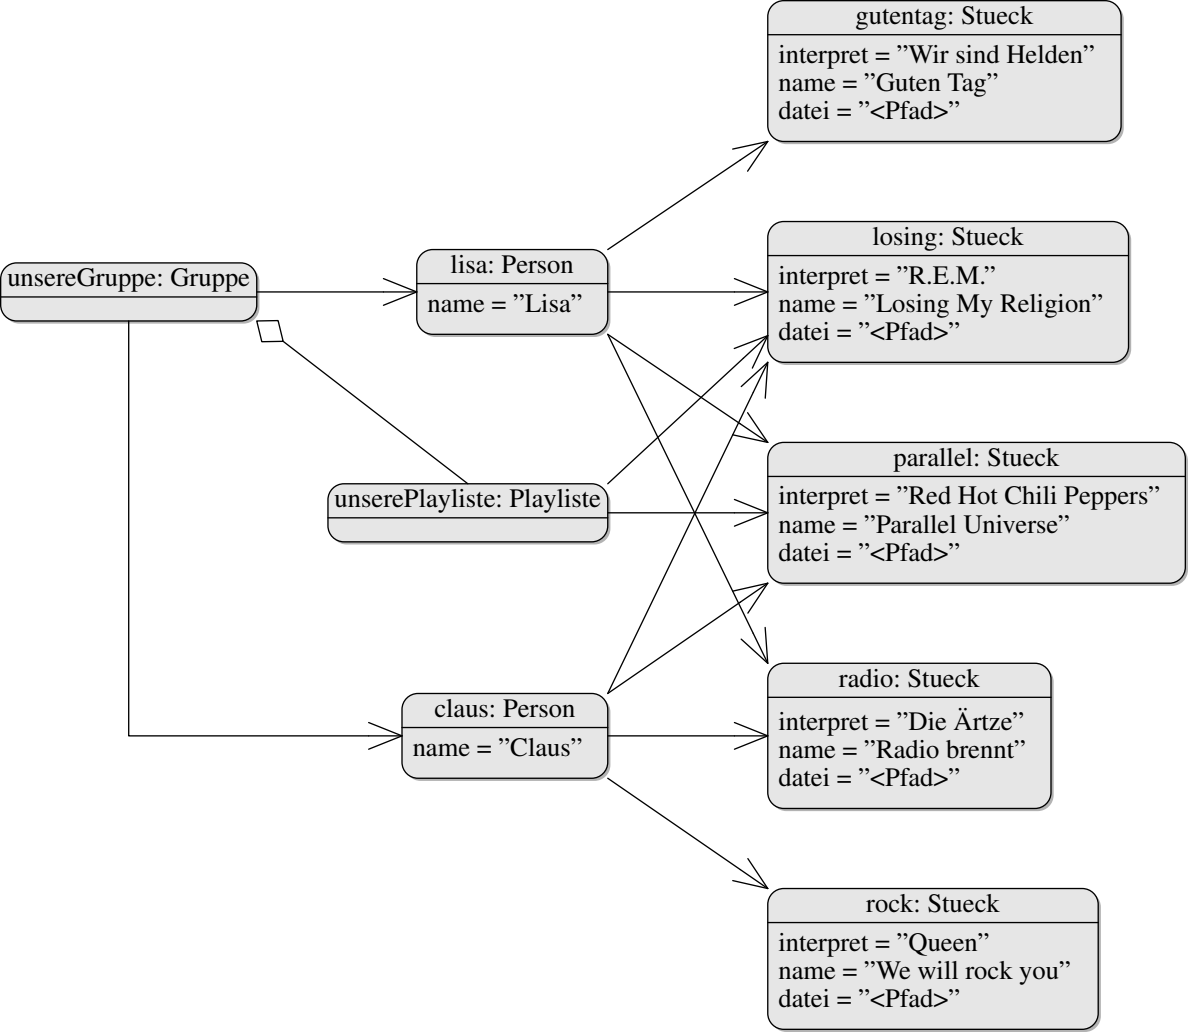 gutentag: Stueck
interpret = ”Wir sind Helden”
name = ”Guten Tag”
datei = ”<Pfad>”
losing: Stueck
interpret = ”R.E.M.”
name = ”Losing My Religion”
datei = ”<Pfad>”
unsereGruppe: Gruppe
lisa: Person
name = ”Lisa”
parallel: Stueck
interpret = ”Red Hot Chili Peppers”
name = ”Parallel Universe”
datei = ”<Pfad>”
unserePlayliste: Playliste
radio: Stueck
interpret = ”Die Ärtze”
name = ”Radio brennt”
datei = ”<Pfad>”
claus: Person
name = ”Claus”
rock: Stueck
interpret = ”Queen”
name = ”We will rock you”
datei = ”<Pfad>”